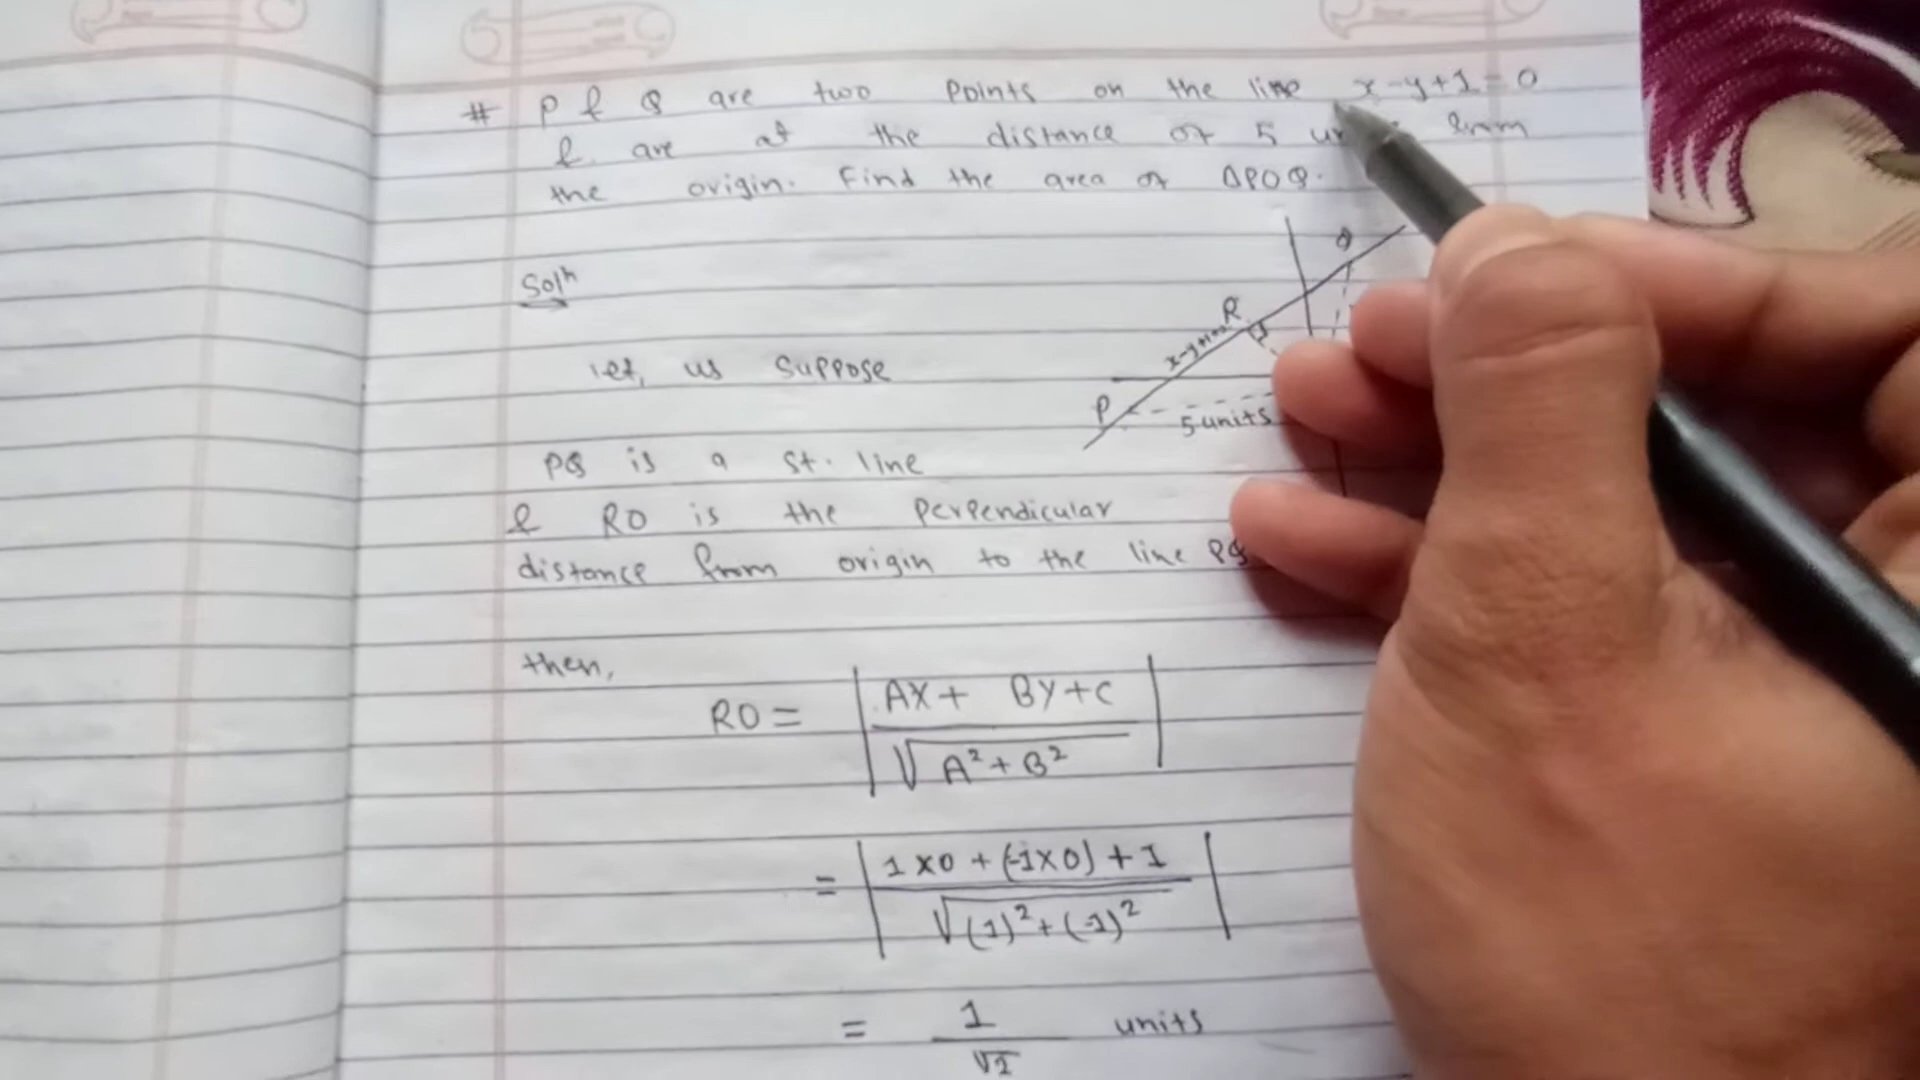 # P & Q are two points on the line x-y+1=0
& are at the distance of 5 from
the origin. Find the area of ΔPOQ.
Solⁿ
Q
R
x-y+1=0
P
5 units
let, us suppose
PQ is a st. line
& RO is the perpendicular
distance from origin to the line PQ
then,
RO = | AX + BY + C / √A² + B² |
= | 1×0 + (-1×0) + 1 / √(1)² + (-1)² |
= 1 / √2 units